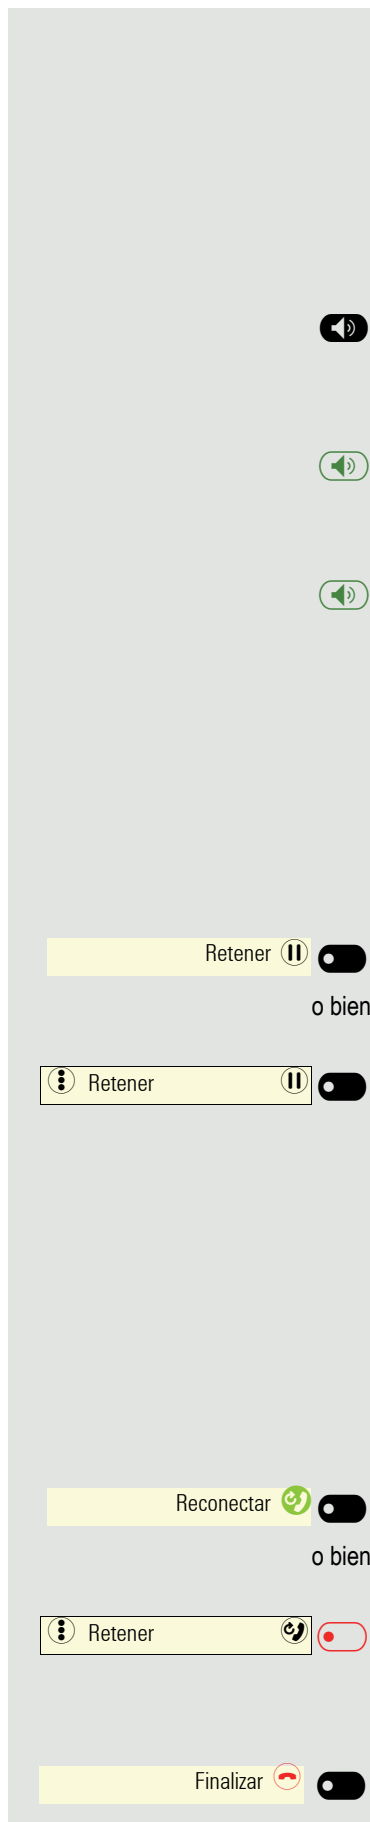 Retener
o bien
Retener
Reconectar
o bien
Retener
Finalizar